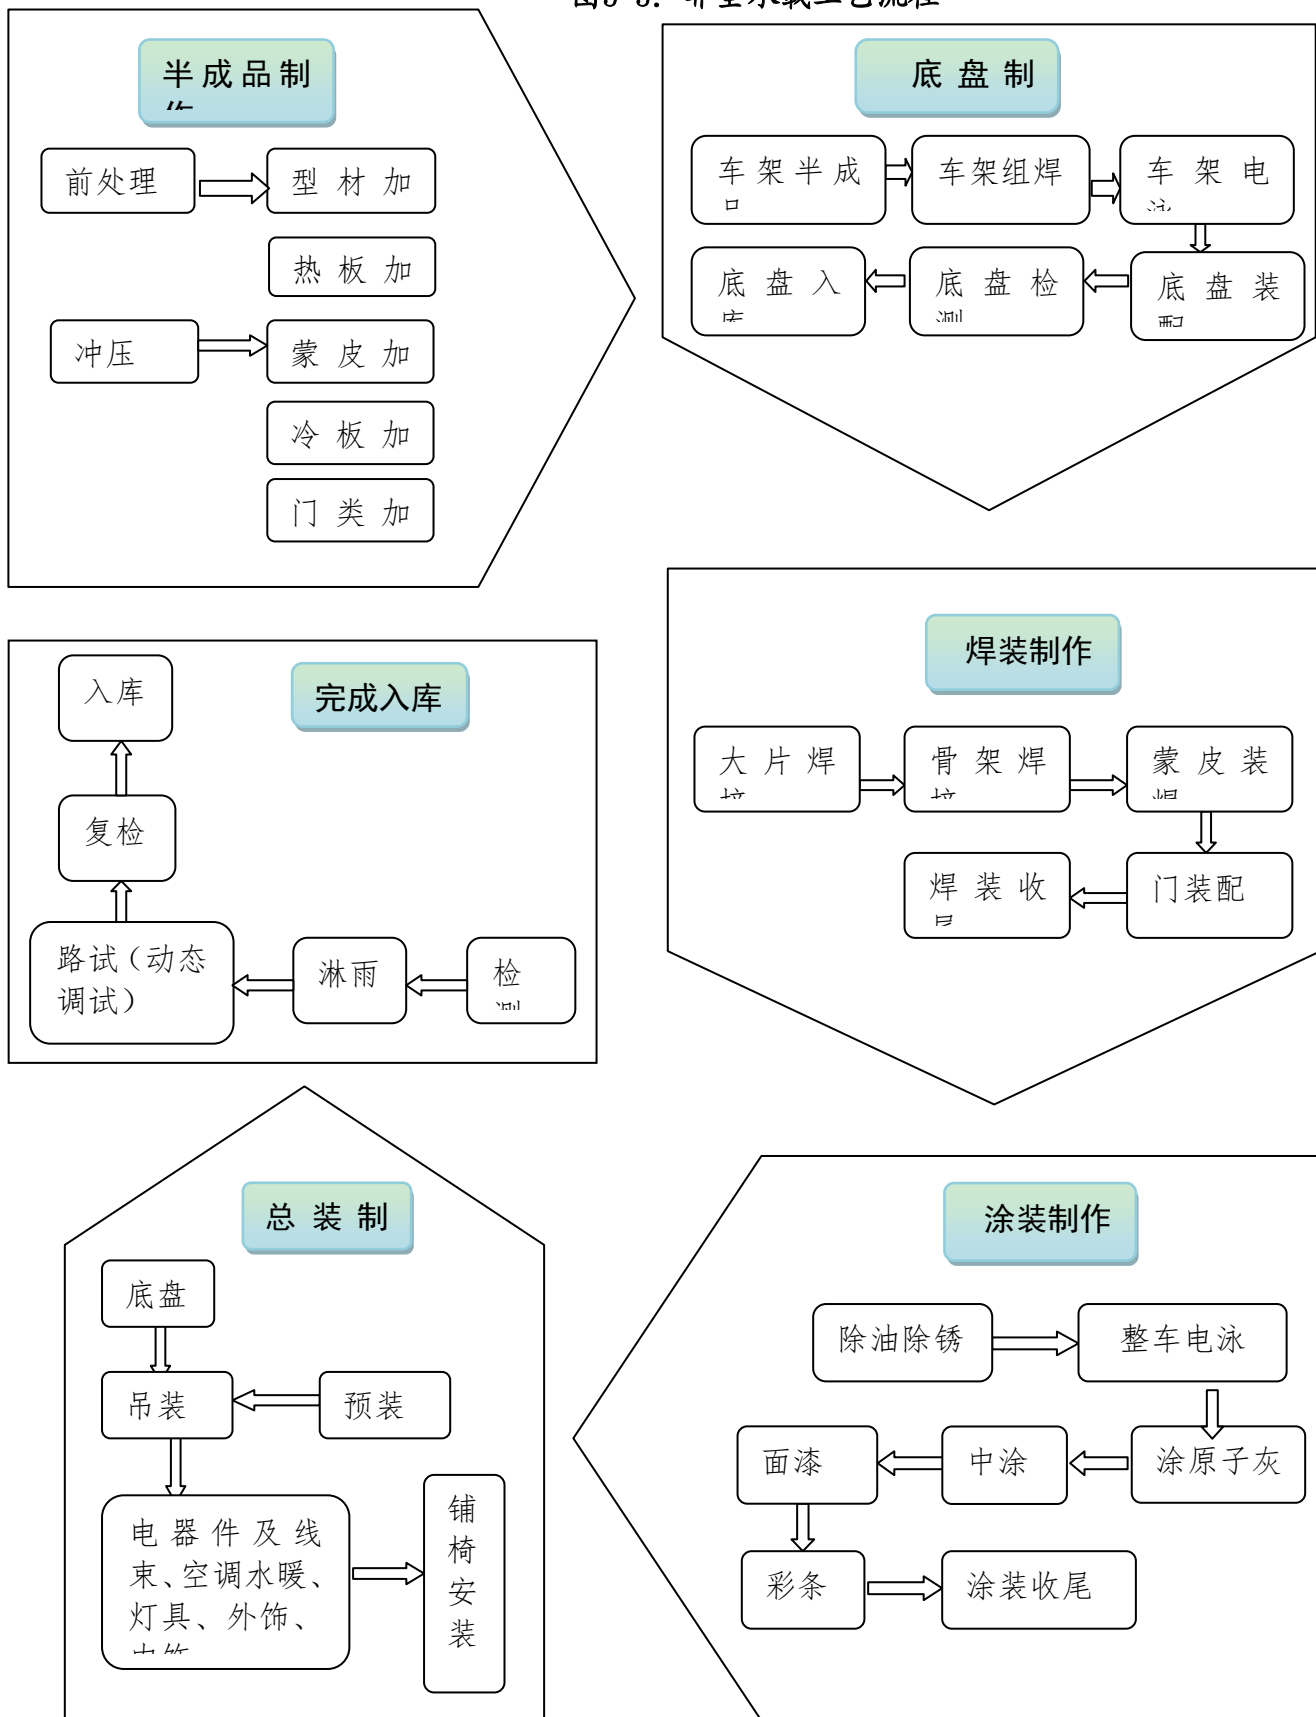 半成品制
前处理
型材加
热板加
冲压
蒙皮加
冷板加
门类加
底盘制
车架半成
车架组焊
车架电
底盘装
底盘检
底盘入
焊装制作
大片焊
骨架焊
蒙皮装
门装配
焊装收
涂装制作
除油除锈
整车电泳
涂原子灰
中涂
面漆
彩条
涂装收尾
总装制
底盘
吊装
预装
电器件及线
束、空调水暖、
灯具、外饰、
铺
椅
安
装
完成入库
检
淋雨
路试（动态
调试）
复检
入库